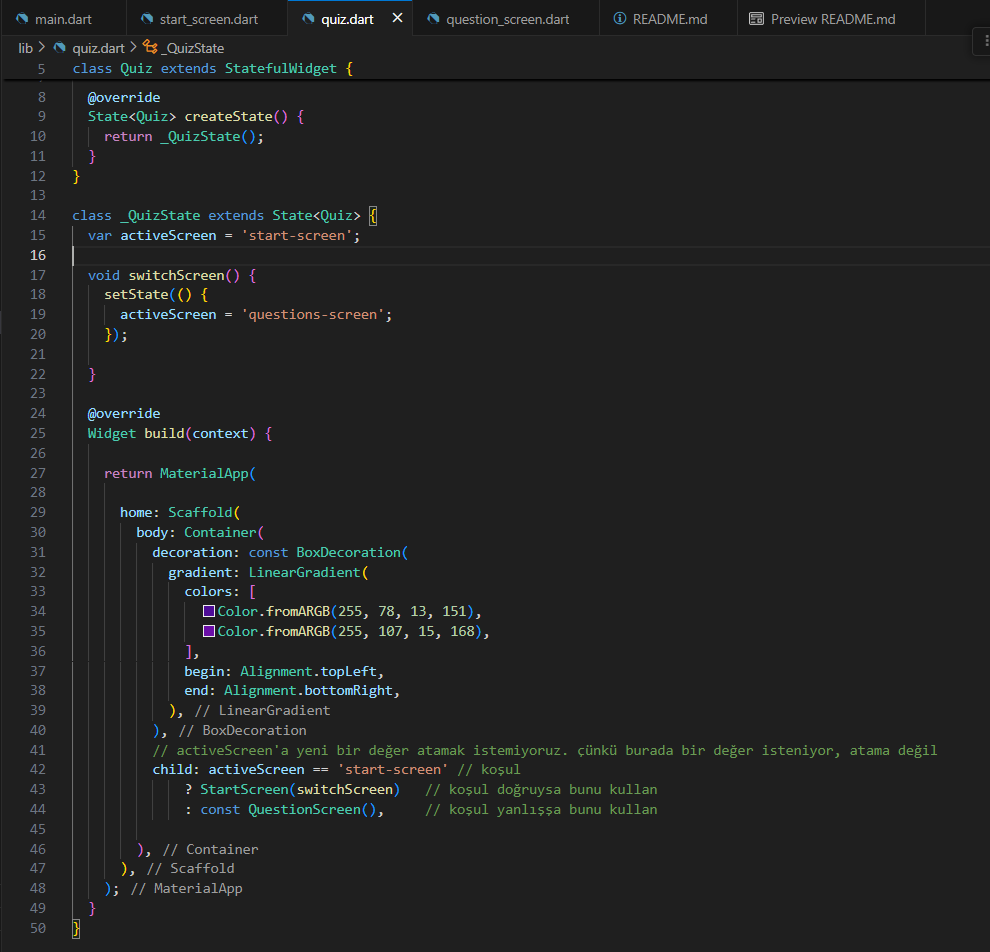 main.dart start_screen.dart quiz.dart question_screen.dart README.md Preview README.md
lib > quiz.dart > _QuizState
5 class Quiz extends StatefulWidget {
8 @override
9 State<Quiz> createState() {
10 return _QuizState();
11 }
12 }
13
14 class _QuizState extends State<Quiz> {
15 var activeScreen = 'start-screen';
16
17 void switchScreen() {
18 setState(() {
19 activeScreen = 'questions-screen';
20 });
21
22 }
23
24 @override
25 Widget build(context) {
26
27 return MaterialApp(
28
29 home: Scaffold(
30 body: Container(
31 decoration: const BoxDecoration(
32 gradient: LinearGradient(
33 colors: [
34 Color.fromARGB(255, 78, 13, 151),
35 Color.fromARGB(255, 107, 15, 168),
36 ],
37 begin: Alignment.topLeft,
38 end: Alignment.bottomRight,
39 ), // LinearGradient
40 ), // BoxDecoration
41 // activeScreen'a yeni bir değer atamak istemiyoruz. çünkü burada bir değer isteniyor, atama değil
42 child: activeScreen == 'start-screen' // koşul
43 ? StartScreen(switchScreen) // koşul doğruysa bunu kullan
44 : const QuestionScreen(), // koşul yanlışşa bunu kullan
45
46 ), // Container
47 ), // Scaffold
48 ); // MaterialApp
49 }
50 }